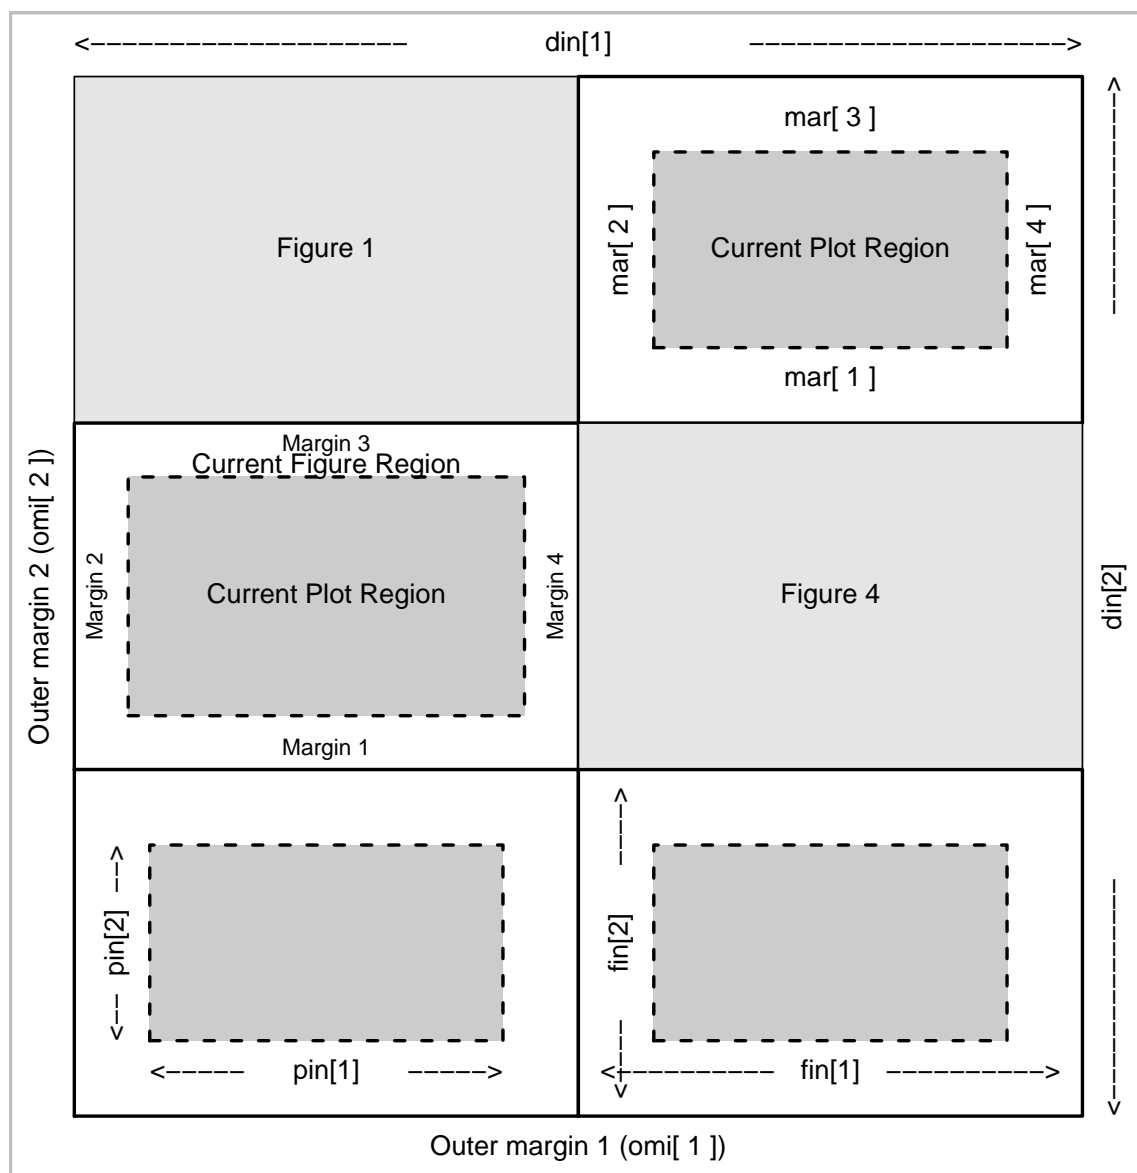 din[1]
mar[ 3 ]
Figure 1
mar[ 2 ]
Current Plot Region
mar[ 4 ]
mar[ 1 ]
Outer margin 2 (omi[ 2 ])
Margin 3
Current Figure Region
Margin 2
Current Plot Region
Margin 4
Figure 4
din[2]
Margin 1
pin[2]
fin[2]
pin[1]
fin[1]
Outer margin 1 (omi[ 1 ])